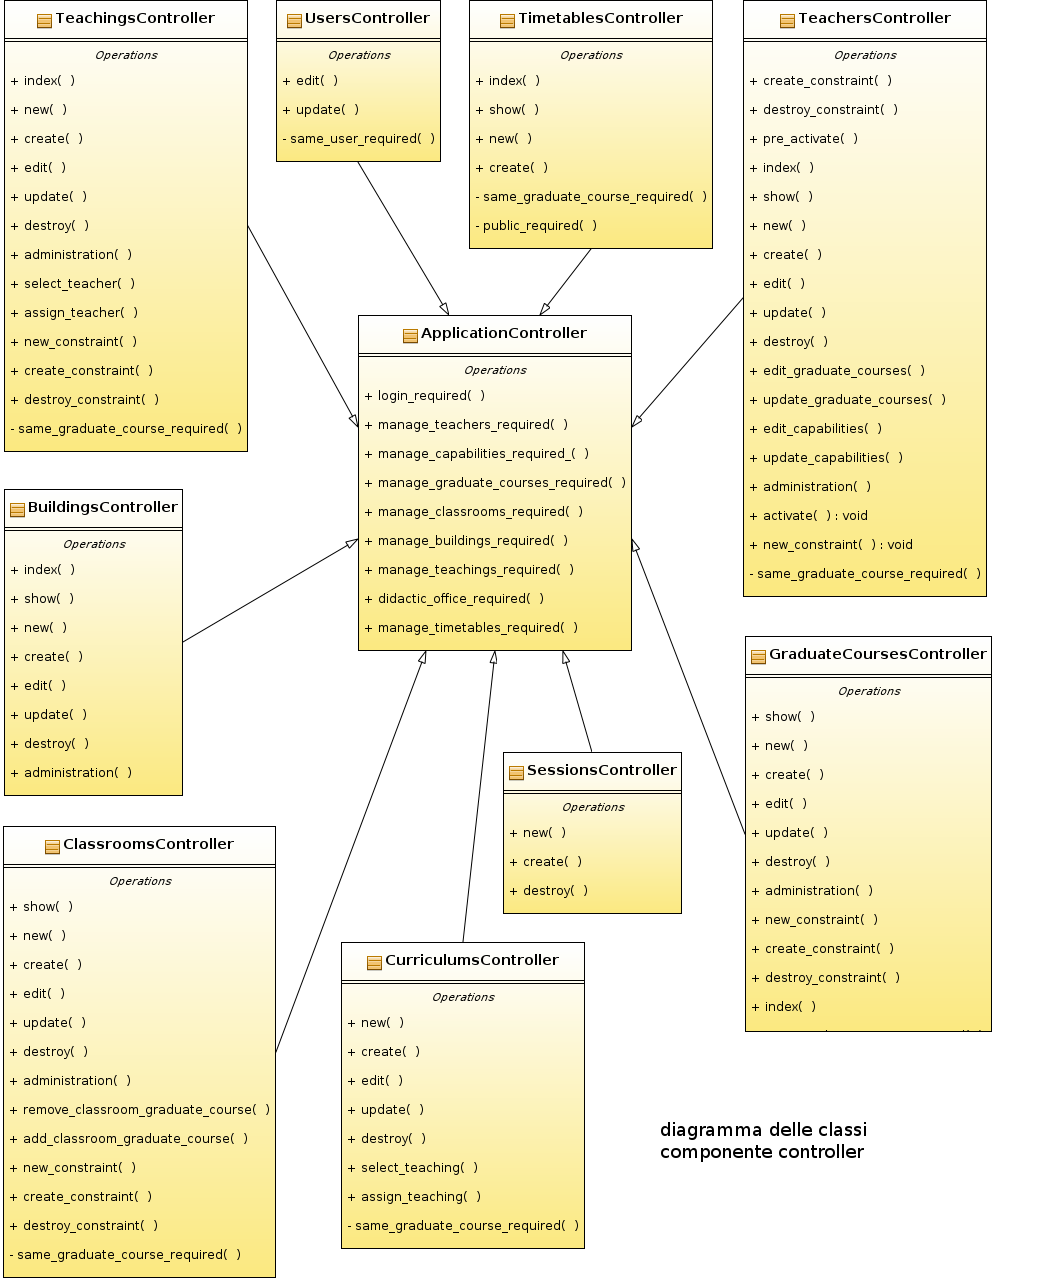 TeachingsController
Operations
+ index( )
+ new( )
+ create( )
+ edit( )
+ update( )
+ destroy( )
+ administration( )
+ select_teacher( )
+ assign_teacher( )
+ new_constraint( )
+ create_constraint( )
+ destroy_constraint( )
- same_graduate_course_required( )
UsersController
Operations
+ edit( )
+ update( )
- same_user_required( )
TimetablesController
Operations
+ index( )
+ show( )
+ new( )
+ create( )
- same_graduate_course_required( )
- public_required( )
TeachersController
Operations
+ create_constraint( )
+ destroy_constraint( )
+ pre_activate( )
+ index( )
+ show( )
+ new( )
+ create( )
+ edit( )
+ update( )
+ destroy( )
+ edit_graduate_courses( )
+ update_graduate_courses( )
+ edit_capabilities( )
+ update_capabilities( )
+ administration( )
+ activate( ) : void
+ new_constraint( ) : void
- same_graduate_course_required( )
ApplicationController
Operations
+ login_required( )
+ manage_teachers_required( )
+ manage_capabilities_required_( )
+ manage_graduate_courses_required( )
+ manage_classrooms_required( )
+ manage_buildings_required( )
+ manage_teachings_required( )
+ didactic_office_required( )
+ manage_timetables_required( )
BuildingsController
Operations
+ index( )
+ show( )
+ new( )
+ create( )
+ edit( )
+ update( )
+ destroy( )
+ administration( )
GraduateCoursesController
Operations
+ show( )
+ new( )
+ create( )
+ edit( )
+ update( )
+ destroy( )
+ administration( )
+ new_constraint( )
+ create_constraint( )
+ destroy_constraint( )
+ index( )
SessionsController
Operations
+ new( )
+ create( )
+ destroy( )
ClassroomsController
Operations
+ show( )
+ new( )
+ create( )
+ edit( )
+ update( )
+ destroy( )
+ administration( )
+ remove_classroom_graduate_course( )
+ add_classroom_graduate_course( )
+ new_constraint( )
+ create_constraint( )
+ destroy_constraint( )
- same_graduate_course_required( )
CurriculumsController
Operations
+ new( )
+ create( )
+ edit( )
+ update( )
+ destroy( )
+ select_teaching( )
+ assign_teaching( )
- same_graduate_course_required( )
diagramma delle classi
componente controller